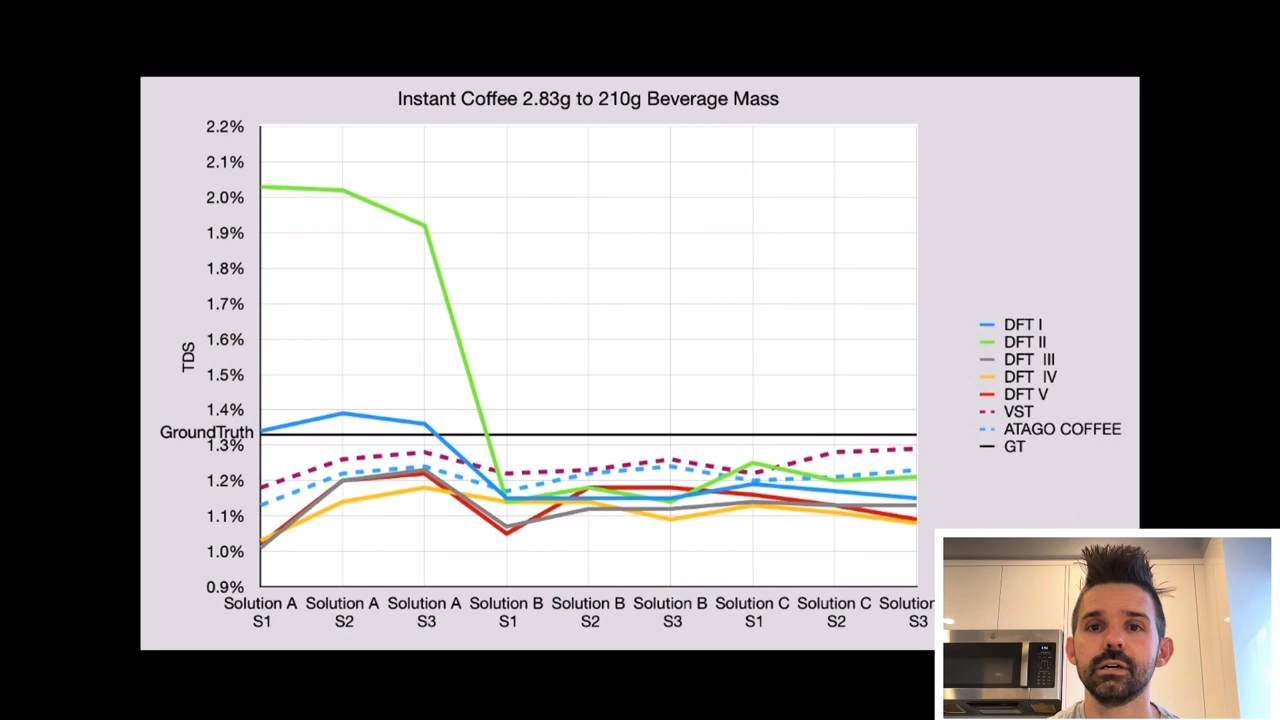 Instant Coffee 2.83g to 210g Beverage Mass
2.2%
2.1%
2.0%
1.9%
1.8%
1.7%
1.6%
1.5%
1.4%
GroundTruth
1.3%
1.2%
1.1%
1.0%
0.9%
TDS
Solution A Solution A Solution A Solution B Solution B Solution B Solution C Solution C Solution
S1 S2 S3 S1 S2 S3 S1 S2 S3
DFT I
DFT II
DFT III
DFT IV
DFT V
VST
ATAGO COFFEE
GT